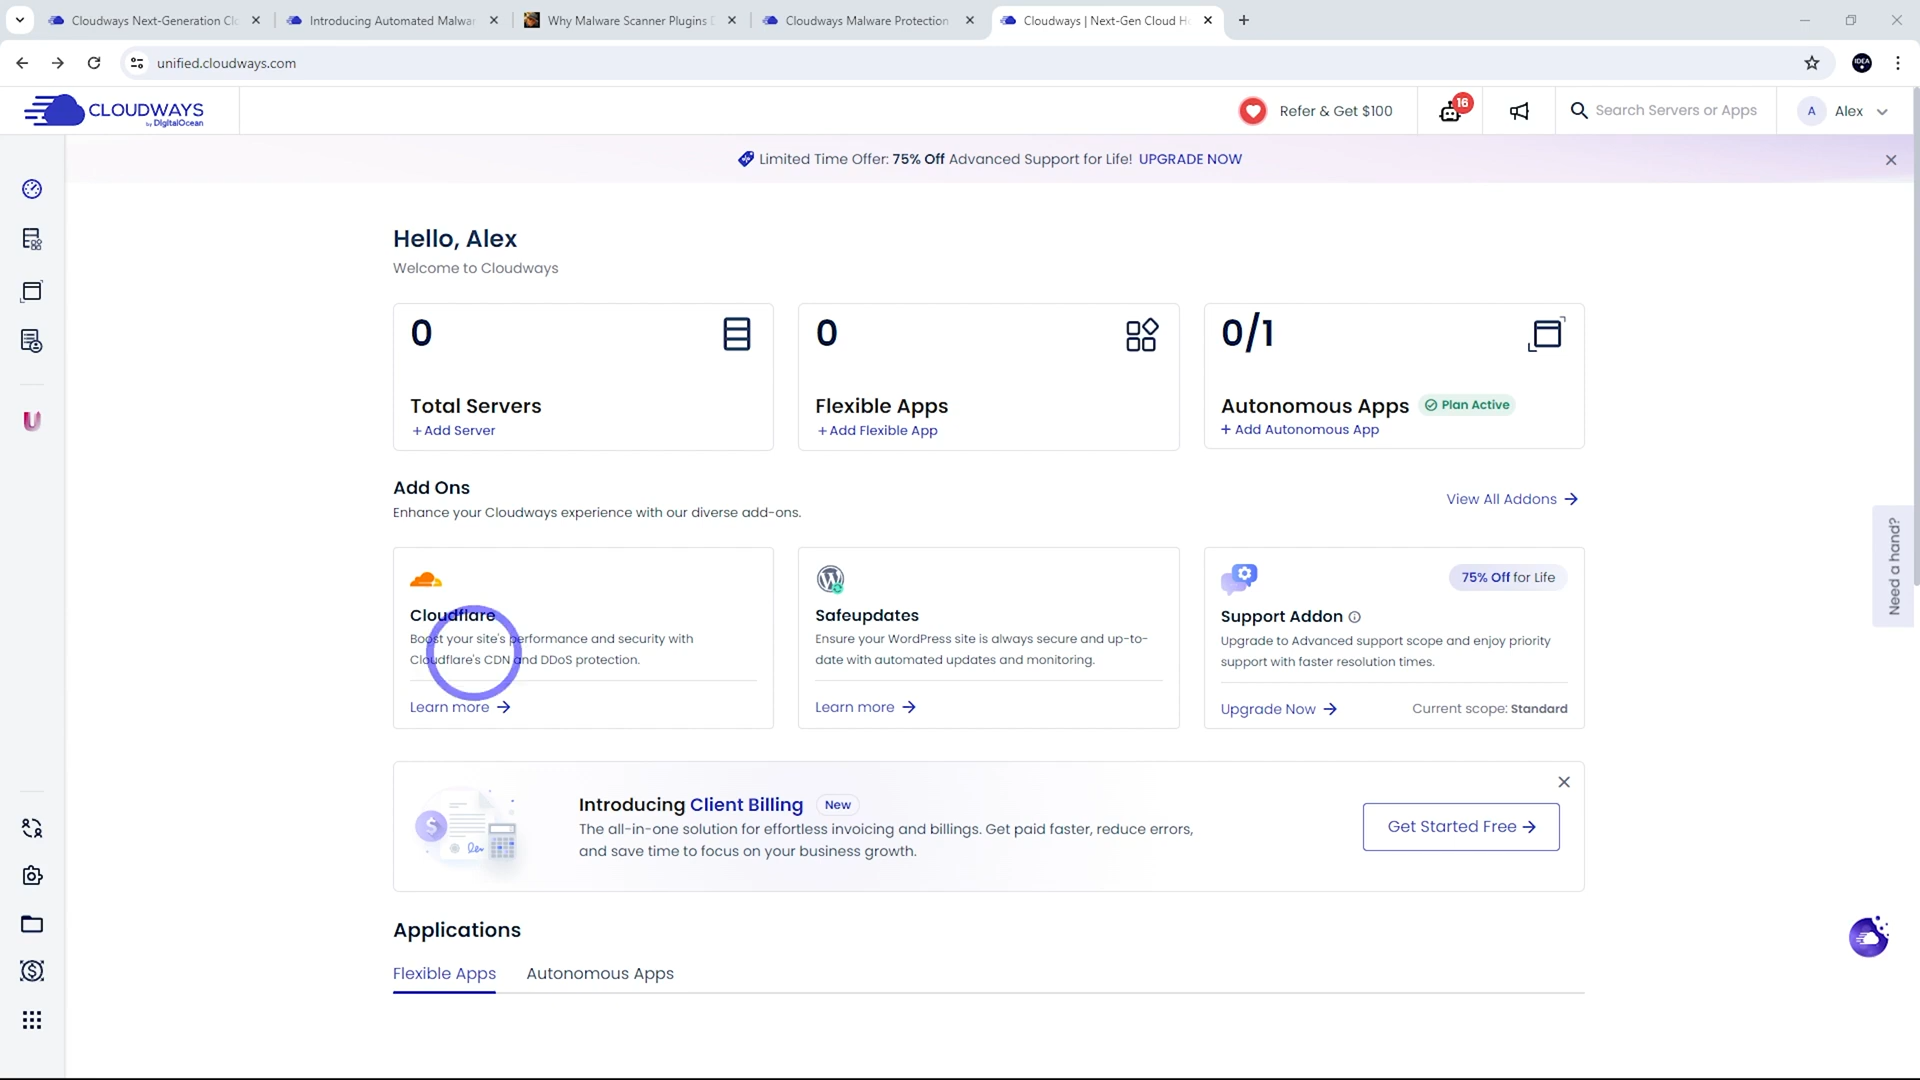 Cloudways Next-Generation Clo
Introducing Automated Malwar
Why Malware Scanner Plugins D
Cloudways Malware Protection
Cloudways | Next-Gen Cloud Ho
unified.cloudways.com
IDEA
CLOUDWAYS
by DigitalOcean
Refer & Get $100
16
Search Servers or Apps
A
Alex
Limited Time Offer: 75% Off Advanced Support for Life! UPGRADE NOW
Hello, Alex
Welcome to Cloudways
0
Total Servers
+Add Server
0
Flexible Apps
+Add Flexible App
0/1
Autonomous Apps
Plan Active
+ Add Autonomous App
Add Ons
Enhance your Cloudways experience with our diverse add-ons.
View All Addons
Cloudflare
Boost your site's performance and security with
Cloudflare's CDN and DDoS protection.
Learn more
Safeupdates
Ensure your WordPress site is always secure and up-to-
date with automated updates and monitoring.
Learn more
75% Off for Life
Support Addon
Upgrade to Advanced support scope and enjoy priority
support with faster resolution times.
Upgrade Now
Current scope: Standard
Need a hand?
Introducing Client Billing
New
The all-in-one solution for effortless invoicing and billings. Get paid faster, reduce errors,
and save time to focus on your business growth.
Get Started Free
Applications
Flexible Apps
Autonomous Apps